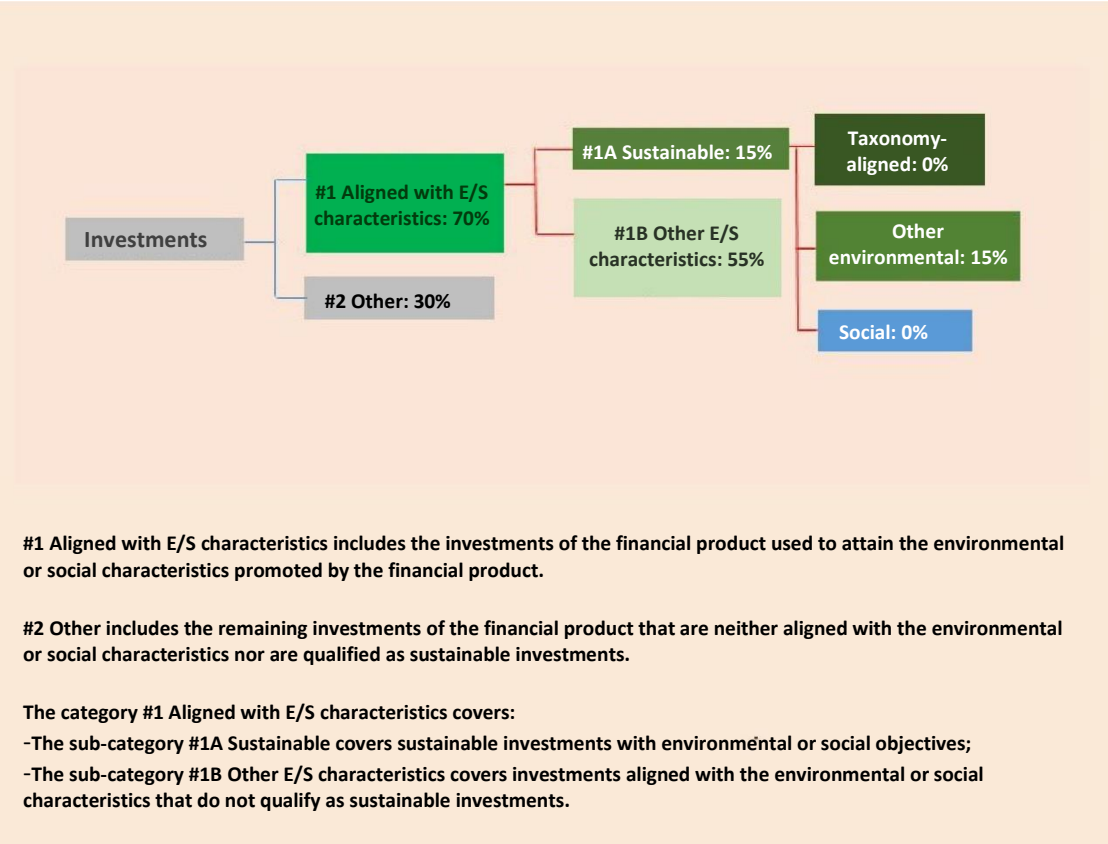 Investments
#1 Aligned with E/S
characteristics: 70%
#2 Other: 30%
#1A Sustainable: 15%
#1B Other E/S
characteristics: 55%
Taxonomy-
aligned: 0%
Other
environmental: 15%
Social: 0%
#1 Aligned with E/S characteristics includes the investments of the financial product used to attain the environmental
or social characteristics promoted by the financial product.
#2 Other includes the remaining investments of the financial product that are neither aligned with the environmental
or social characteristics nor are qualified as sustainable investments.
The category #1 Aligned with E/S characteristics covers:
-The sub-category #1A Sustainable covers sustainable investments with environmental or social objectives;
-The sub-category #1B Other E/S characteristics covers investments aligned with the environmental or social
characteristics that do not qualify as sustainable investments.